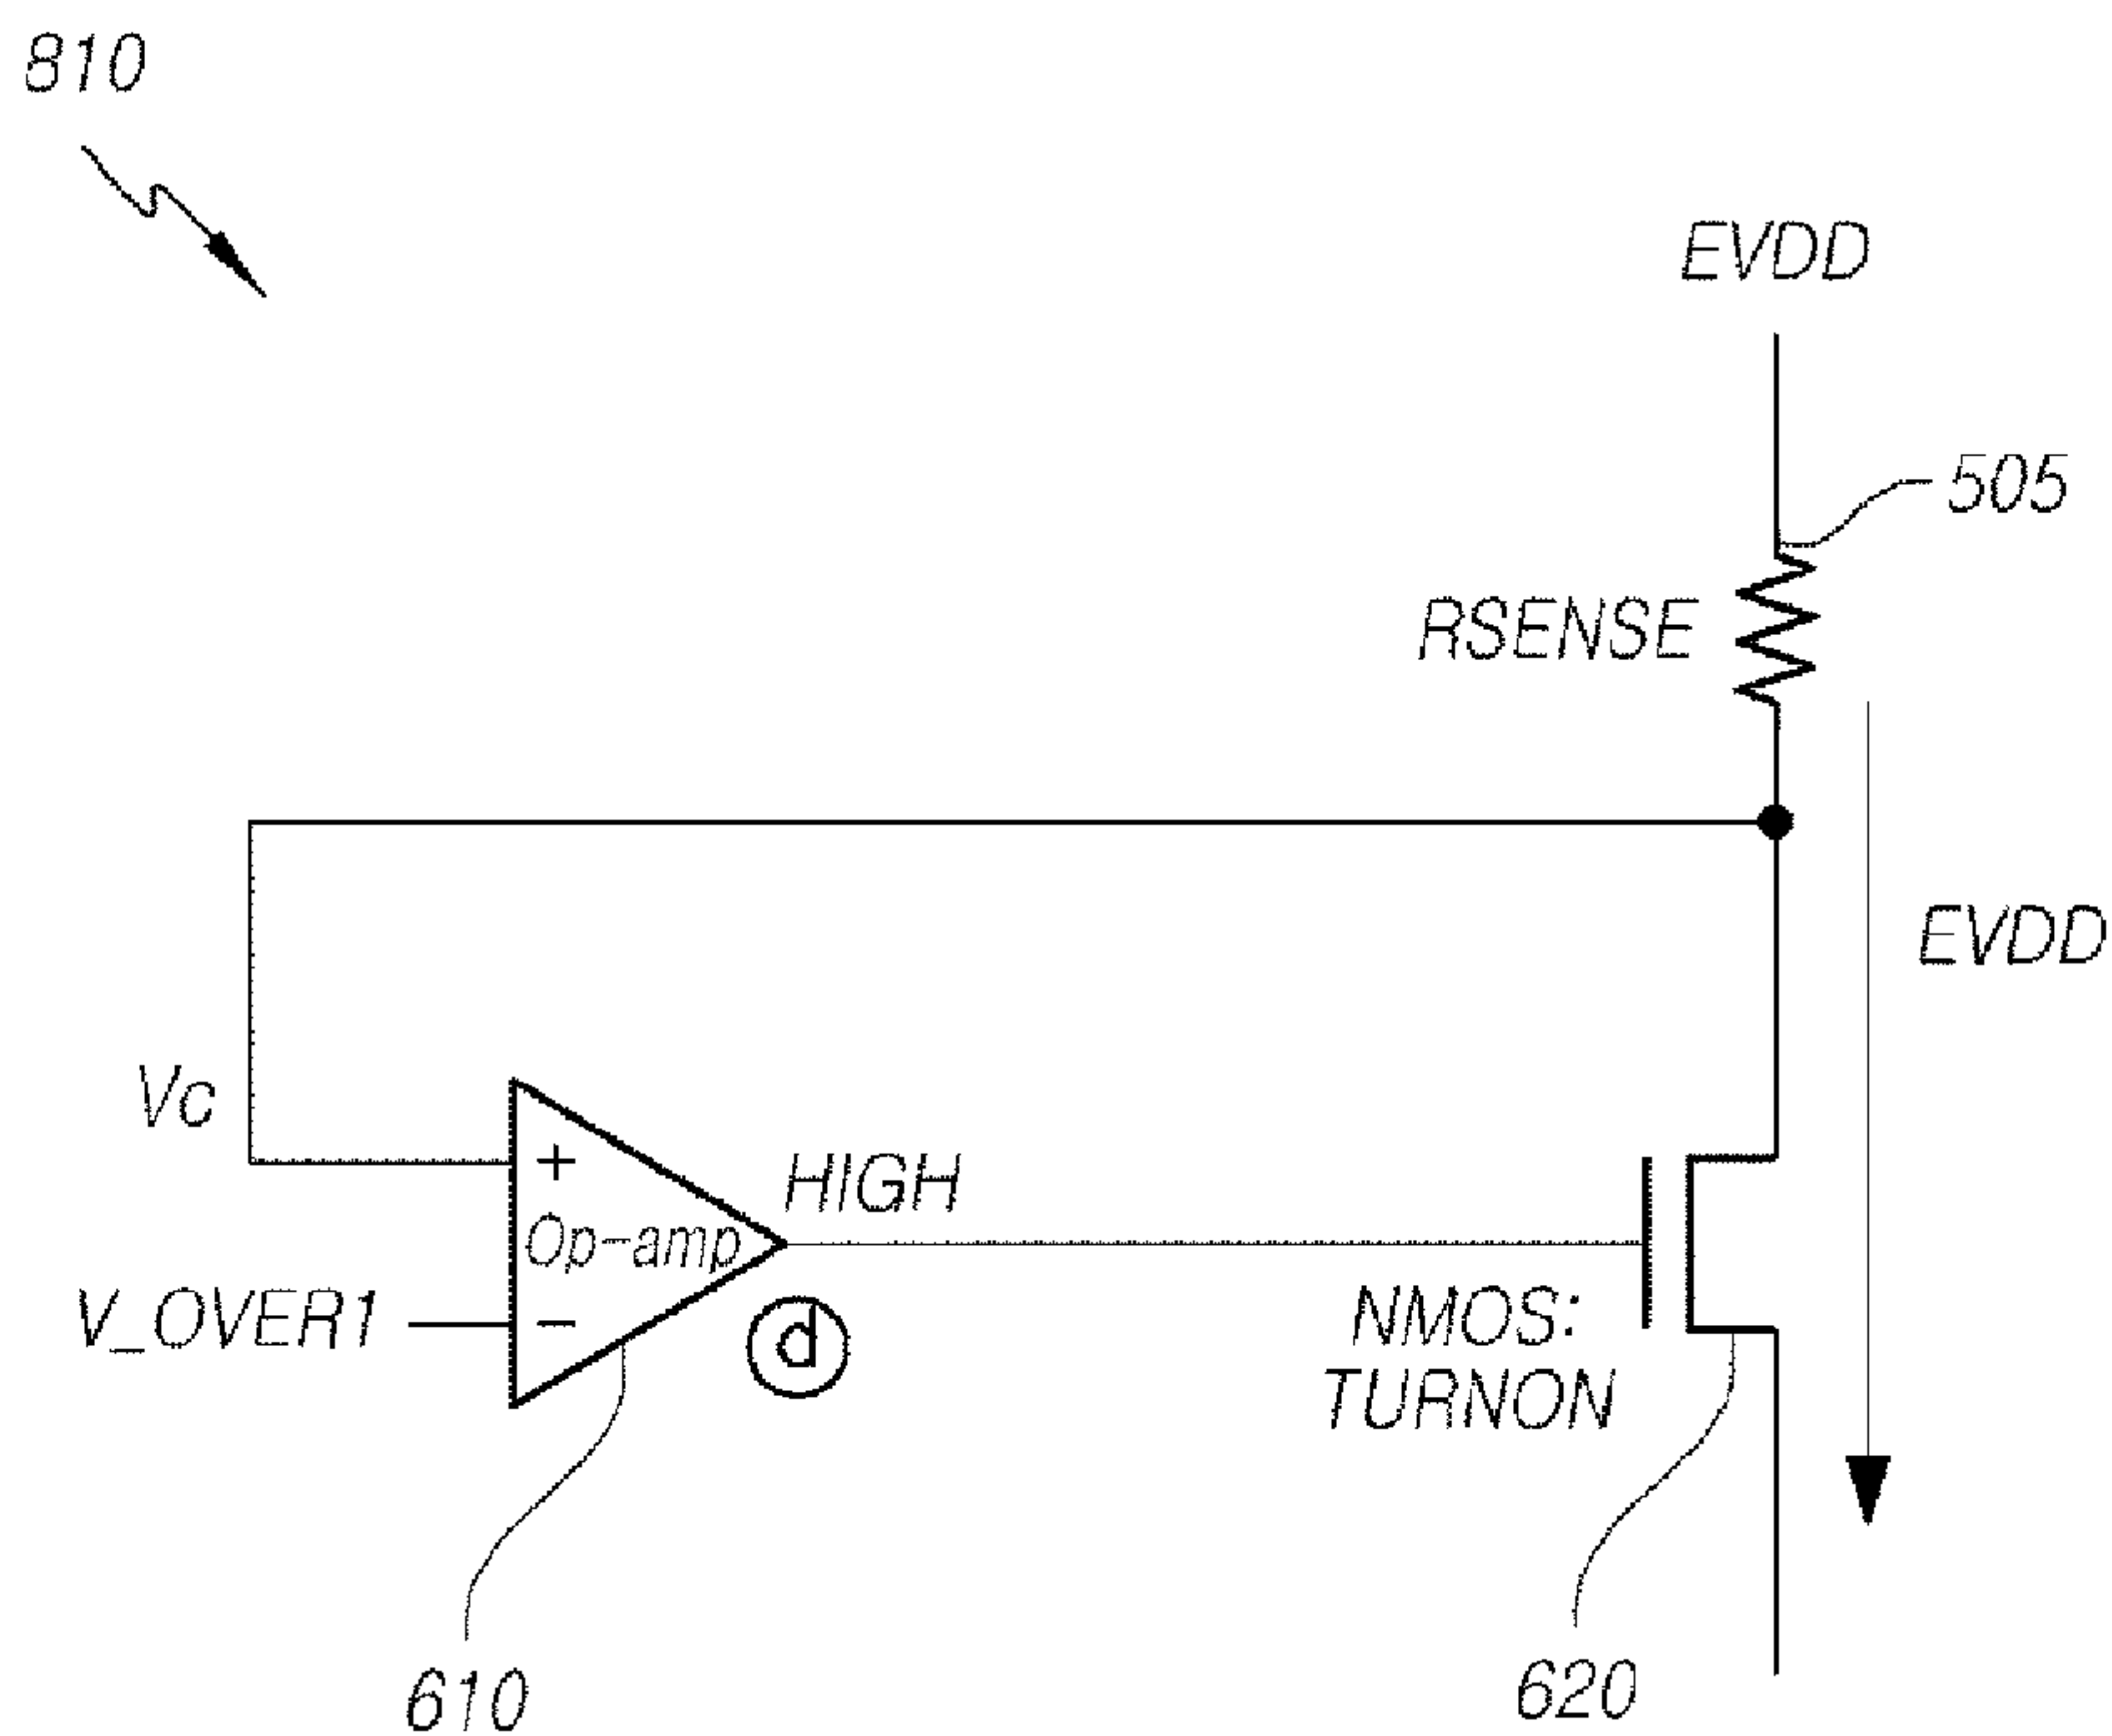 810
EVDD
505
RSENSE
EVDD
Vc
+
HIGH
Op-amp
V_OVER1
−
d
NMOS:
TURNON
610
620